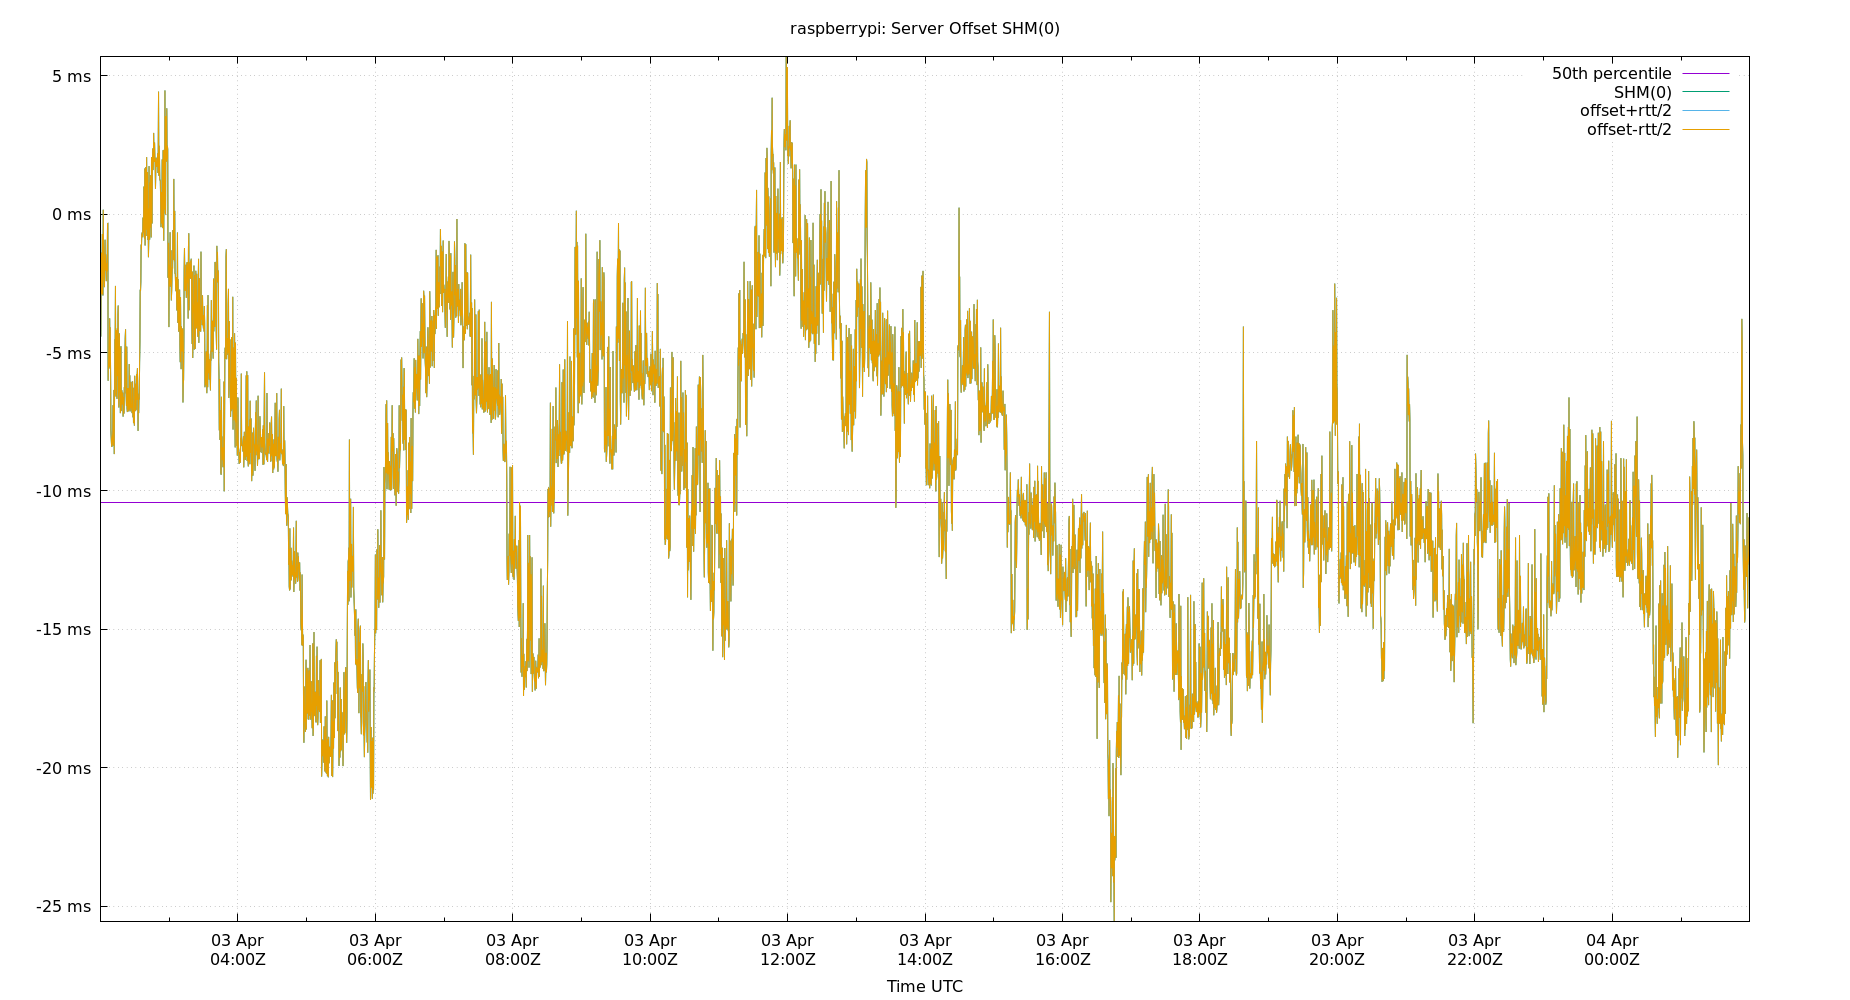 raspberrypi: Server Offset SHM(0)
50th percentile
SHM(0)
offset+rtt/2
offset-rtt/2
5 ms
0 ms
-5 ms
-10 ms
-15 ms
-20 ms
-25 ms
03 Apr 03 Apr 03 Apr 03 Apr 03 Apr 03 Apr 03 Apr 03 Apr 03 Apr 03 Apr 04 Apr
04:00Z 06:00Z 08:00Z 10:00Z 12:00Z 14:00Z 16:00Z 18:00Z 20:00Z 22:00Z 00:00Z
Time UTC